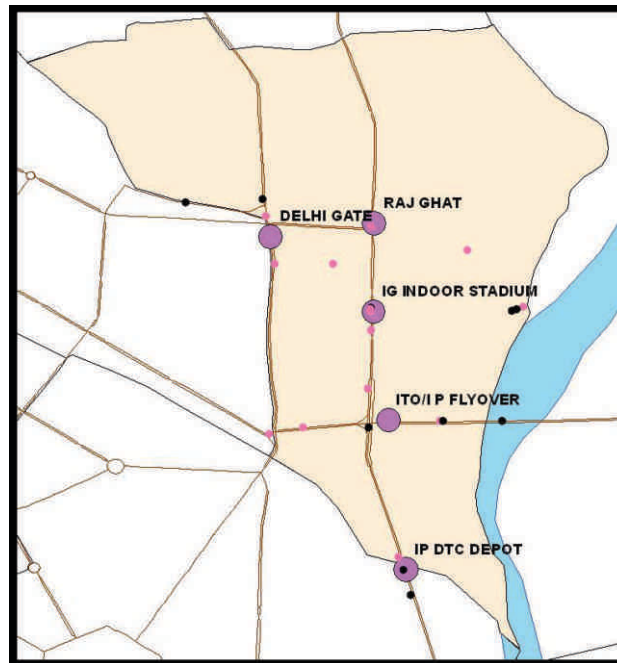 RAJ GHAT
DELHI GATE
IG INDOOR STADIUM
ITO/I P FLYOVER
IP DTC DEPOT